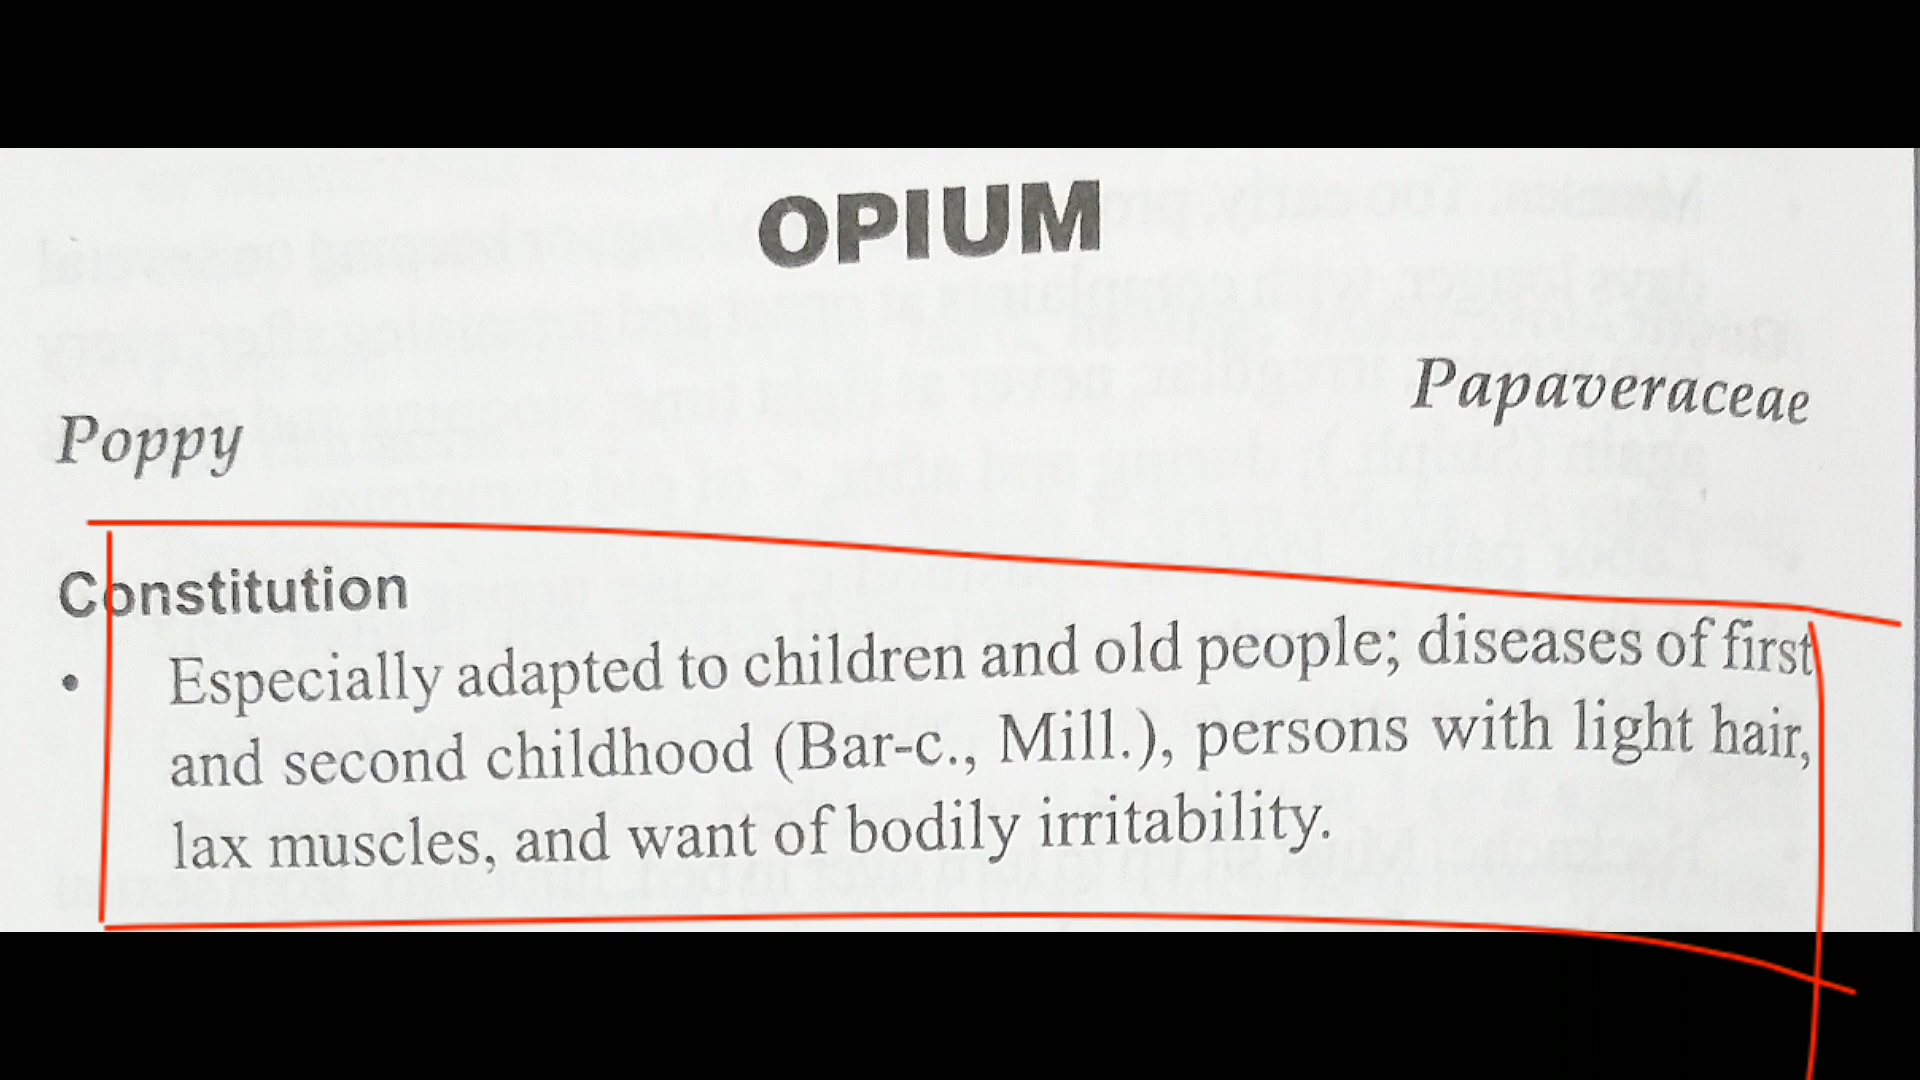 OPIUM
Papaveraceae
Poppy
Constitution
• Especially adapted to children and old people; diseases of first
and second childhood (Bar-c., Mill.), persons with light hair,
lax muscles, and want of bodily irritability.